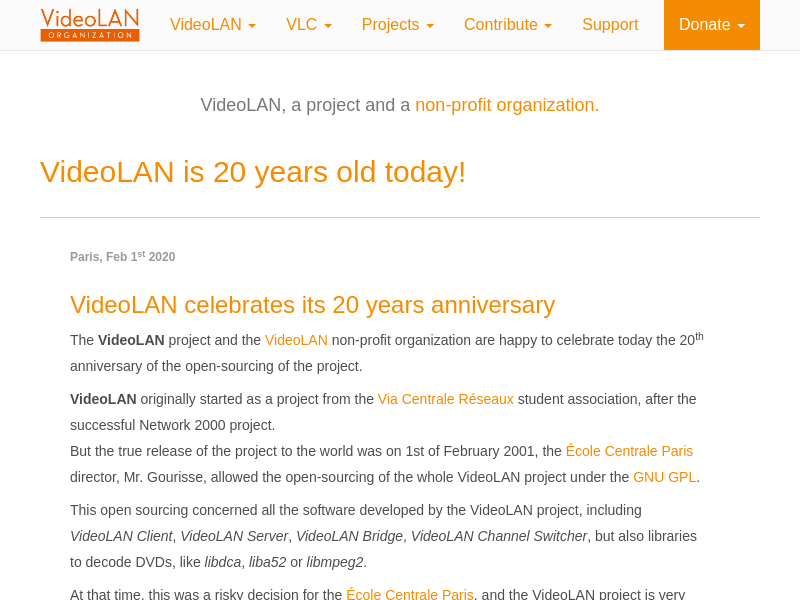 VideoLAN
ORGANIZATION
VideoLAN VLC Projects Contribute Support Donate
VideoLAN, a project and a non-profit organization.
VideoLAN is 20 years old today!
Paris, Feb 1st 2020
VideoLAN celebrates its 20 years anniversary
The VideoLAN project and the VideoLAN non-profit organization are happy to celebrate today the 20th
anniversary of the open-sourcing of the project.
VideoLAN originally started as a project from the Via Centrale Réseaux student association, after the
successful Network 2000 project.
But the true release of the project to the world was on 1st of February 2001, the École Centrale Paris
director, Mr. Gourisse, allowed the open-sourcing of the whole VideoLAN project under the GNU GPL.
This open sourcing concerned all the software developed by the VideoLAN project, including
VideoLAN Client, VideoLAN Server, VideoLAN Bridge, VideoLAN Channel Switcher, but also libraries
to decode DVDs, like libdca, liba52 or libmpeg2.
At that time, this was a risky decision for the École Centrale Paris, and the VideoLAN project is very